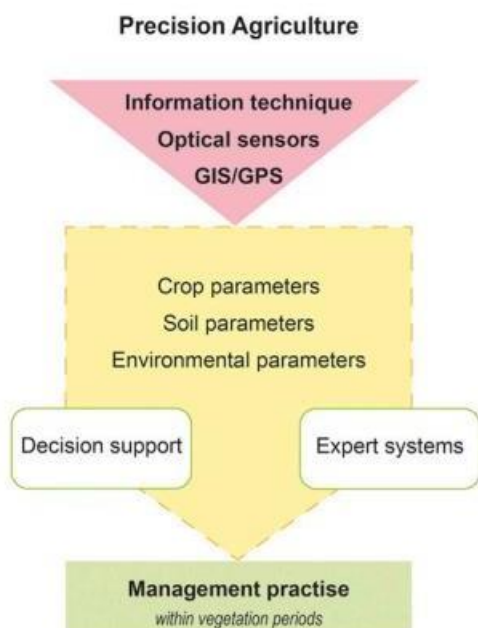 Precision Agriculture
Information technique
Optical sensors
GIS/GPS
Crop parameters
Soil parameters
Environmental parameters
Decision support
Expert systems
Management practise
within vegetation periods